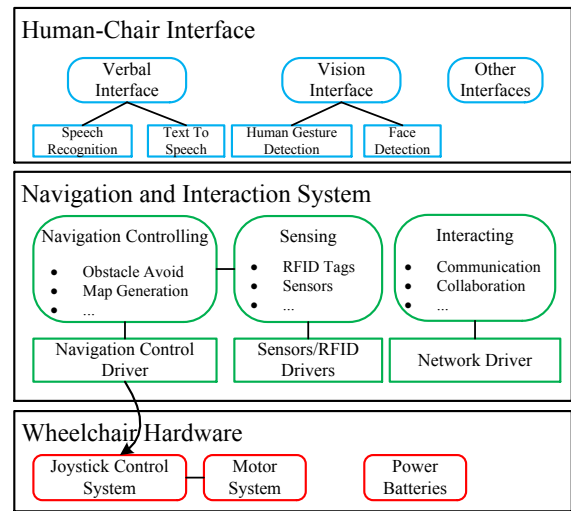 Human-Chair Interface
Verbal
Interface
Vision
Interface
Other
Interfaces
Speech
Recognition
Text To
Speech
Human Gesture
Detection
Face
Detection
Navigation and Interaction System
Navigation Controlling
• Obstacle Avoid
• Map Generation
• ...
Sensing
• RFID Tags
• Sensors
• ...
Interacting
• Communication
• Collaboration
• ...
Navigation Control
Driver
Sensors/RFID
Drivers
Network Driver
Wheelchair Hardware
Joystick Control
System
Motor
System
Power
Batteries